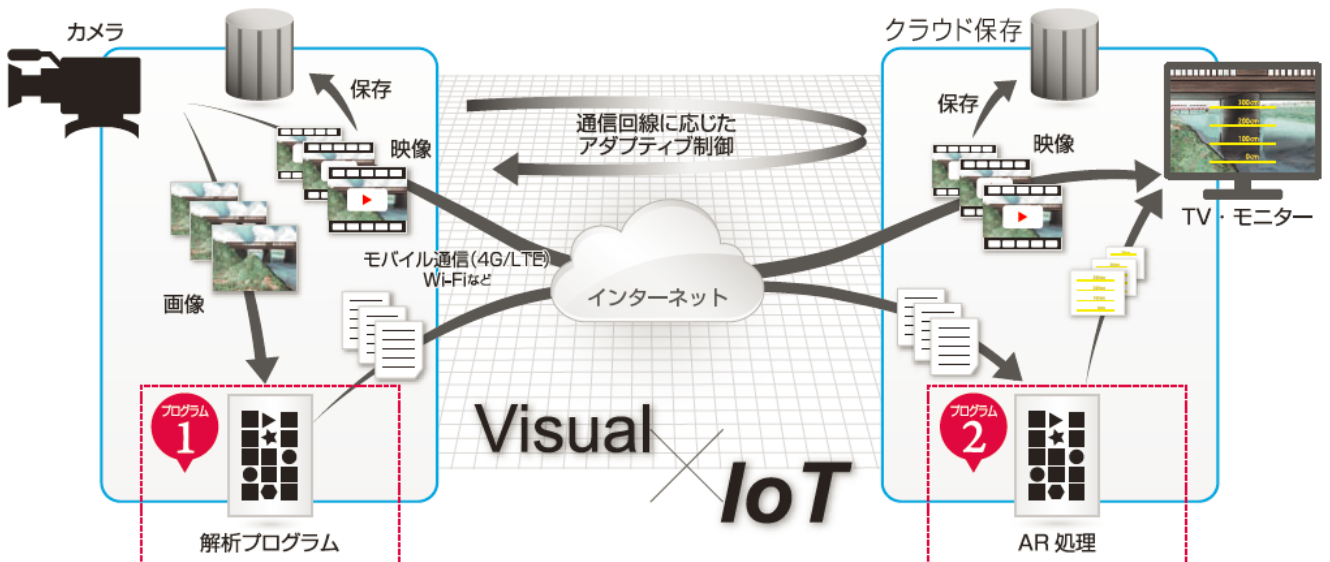 カメラ
保存
映像
画像
モバイル通信(4G/LTE)
Wi-Fiなど
プログラム
1
解析プログラム
通信回線に応じた
アダプティブ制御
インターネット
Visual
IoT
クラウド保存
保存
映像
300cm
200cm
100cm
0cm
TV・モニター
プログラム
2
AR 処理